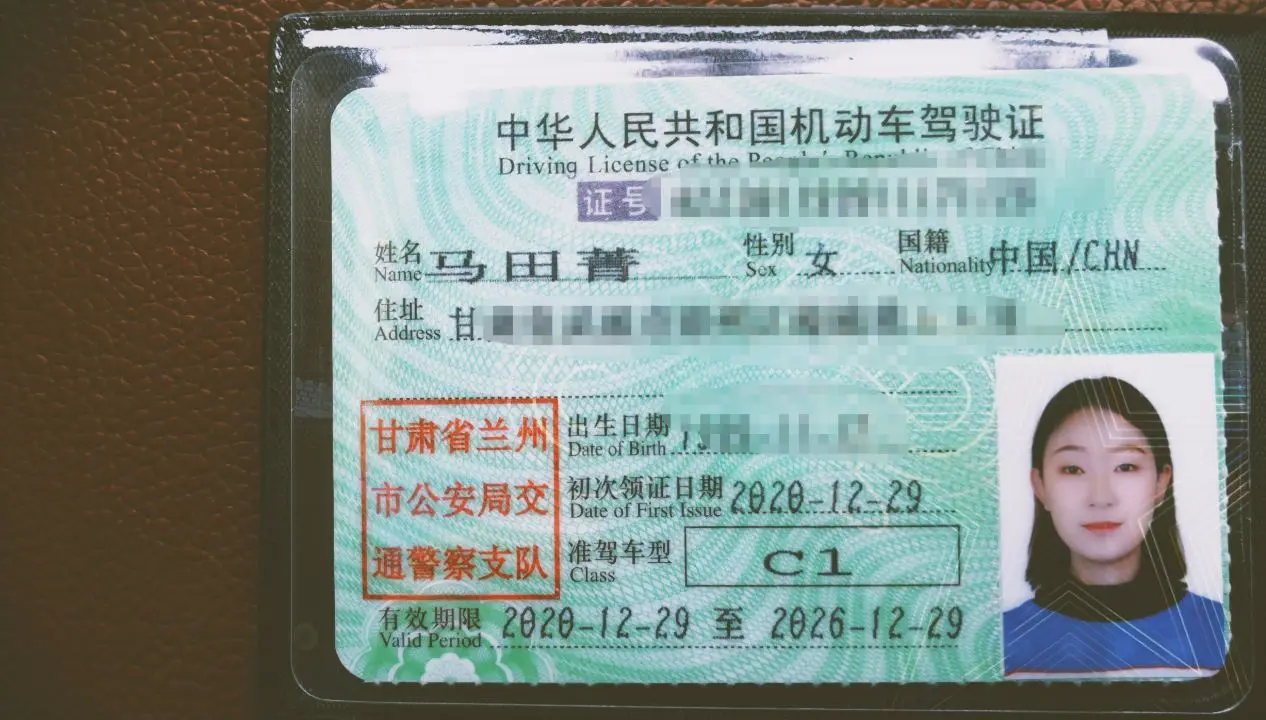 中华人民共和国机动车驾驶证
Driving License of the People's Republic of
证号
姓名 马田菁 性别 女 国籍 中国/CHN
Name Sex Nationality
住址 甘
Address
甘肃省兰州
市公安局交
通警察支队
出生日期
Date of Birth
初次领证日期 2020-12-29
Date of First Issue
准驾车型 C1
Class
有效期限 2020-12-29 至 2026-12-29
Valid Period